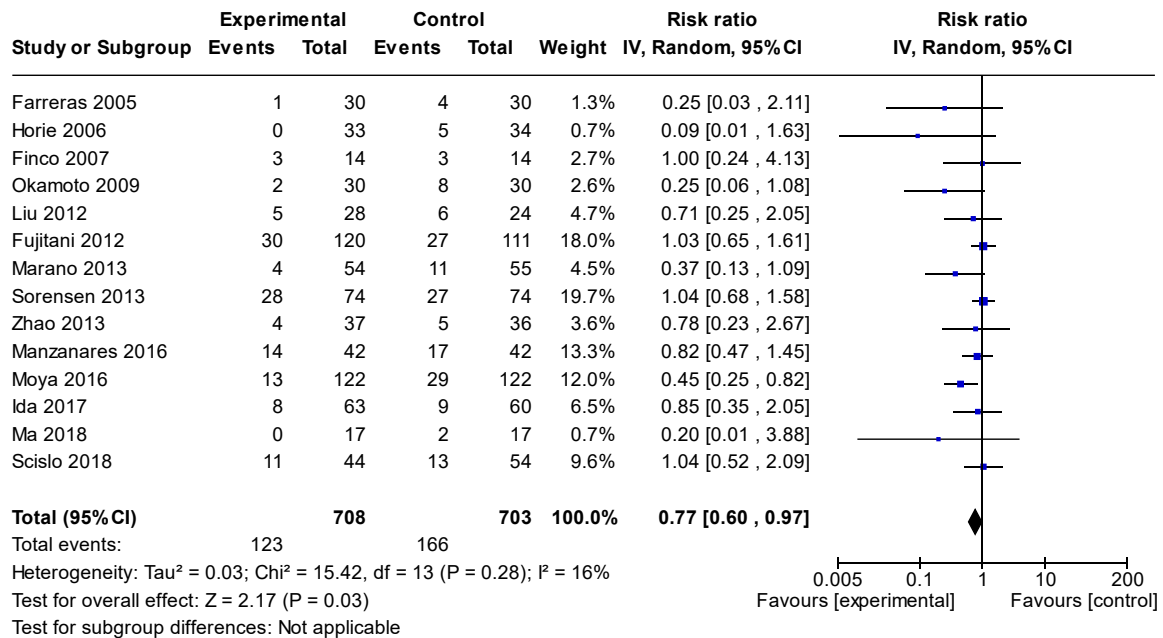 Experimental Control Risk ratio Risk ratio
Study or Subgroup Events Total Events Total Weight IV, Random, 95% CI IV, Random, 95% CI
Farreras 2005 1 30 4 30 1.3% 0.25 [0.03 , 2.11]
Horie 2006 0 33 5 34 0.7% 0.09 [0.01 , 1.63]
Finco 2007 3 14 3 14 2.7% 1.00 [0.24 , 4.13]
Okamoto 2009 2 30 8 30 2.6% 0.25 [0.06 , 1.08]
Liu 2012 5 28 6 24 4.7% 0.71 [0.25 , 2.05]
Fujitani 2012 30 120 27 111 18.0% 1.03 [0.65 , 1.61]
Marano 2013 4 54 11 55 4.5% 0.37 [0.13 , 1.09]
Sorensen 2013 28 74 27 74 19.7% 1.04 [0.68 , 1.58]
Zhao 2013 4 37 5 36 3.6% 0.78 [0.23 , 2.67]
Manzanares 2016 14 42 17 42 13.3% 0.82 [0.47 , 1.45]
Moya 2016 13 122 29 122 12.0% 0.45 [0.25 , 0.82]
Ida 2017 8 63 9 60 6.5% 0.85 [0.35 , 2.05]
Ma 2018 0 17 2 17 0.7% 0.20 [0.01 , 3.88]
Scislo 2018 11 44 13 54 9.6% 1.04 [0.52 , 2.09]
Total (95% CI) 708 703 100.0% 0.77 [0.60 , 0.97]
Total events: 123 166
Heterogeneity: Tau² = 0.03; Chi² = 15.42, df = 13 (P = 0.28); I² = 16%
0.005 0.1 1 10 200
Test for overall effect: Z = 2.17 (P = 0.03) Favours [experimental] Favours [control]
Test for subgroup differences: Not applicable